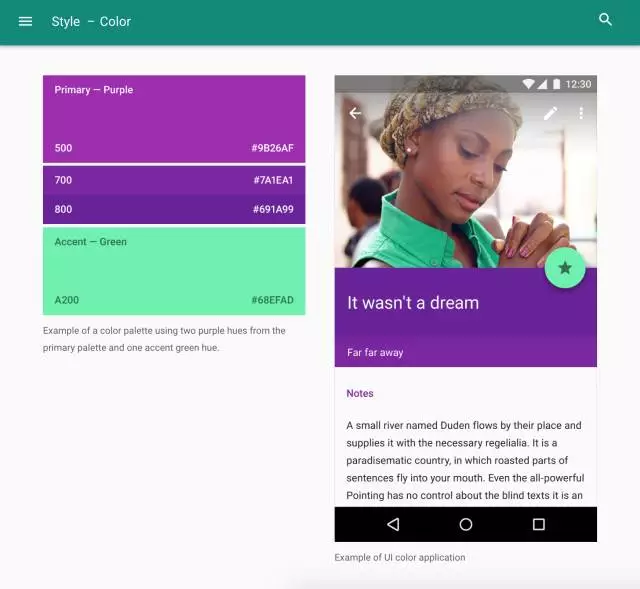 Style – Color
Primary — Purple
500 #9B26AF
700 #7A1EA1
800 #691A99
Accent — Green
A200 #68EFAD
Example of a color palette using two purple hues from the
primary palette and one accent green hue.
12:30
It wasn't a dream
Far far away
Notes
A small river named Duden flows by their place and
supplies it with the necessary regelialia. It is a
paradisematic country, in which roasted parts of
sentences fly into your mouth. Even the all-powerful
Pointing has no control about the blind texts it is an
Example of UI color application